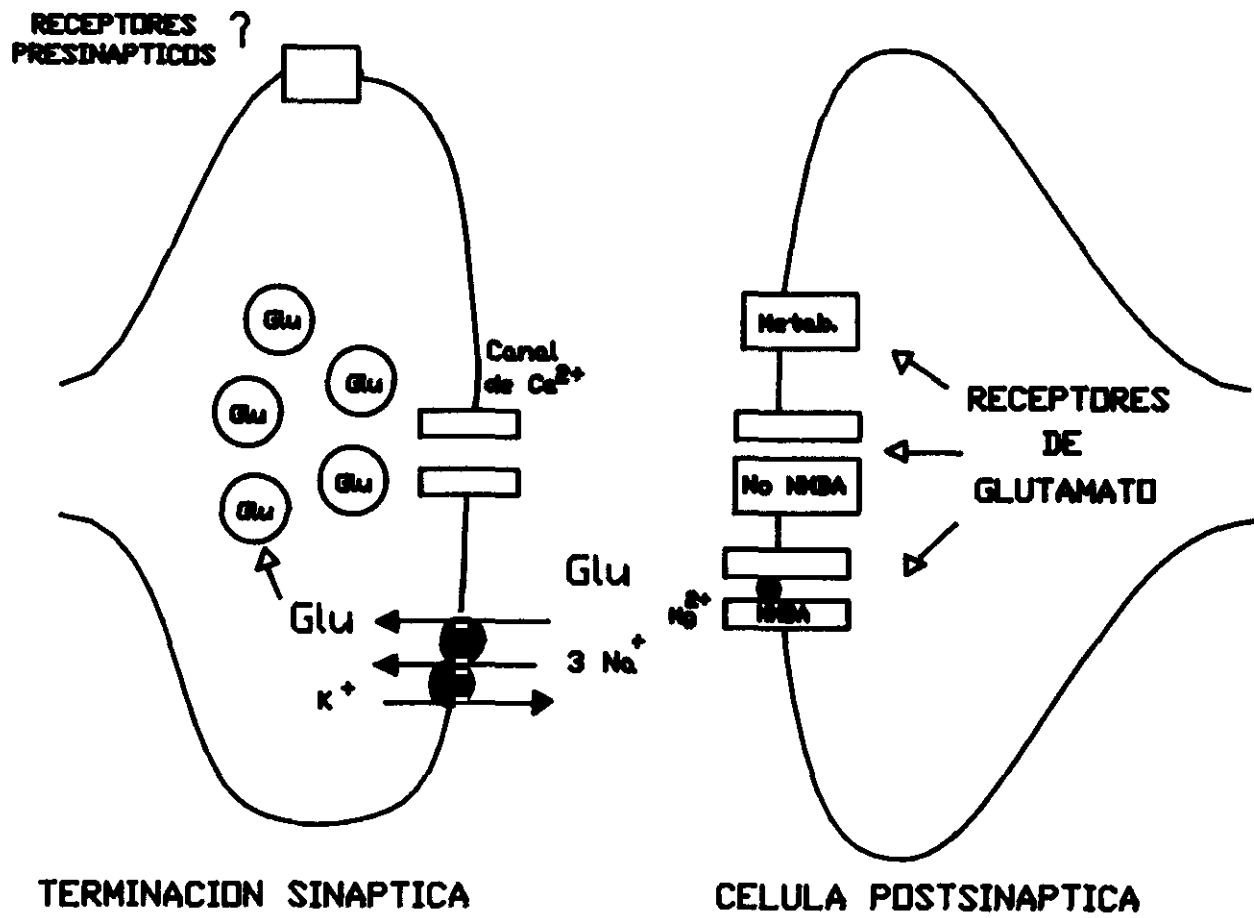 RECEPTORES ?
PRESINAPTICOS
Glu
Glu
Glu
Glu
Glu
Canal
de Ca2+
Glu
Glu
3 Na+
K+
Metab.
No NMDA
NMDA
Mg2+
RECEPTORES
DE
GLUTAMATO
TERMINACION SINAPTICA
CELULA POSTSINAPTICA